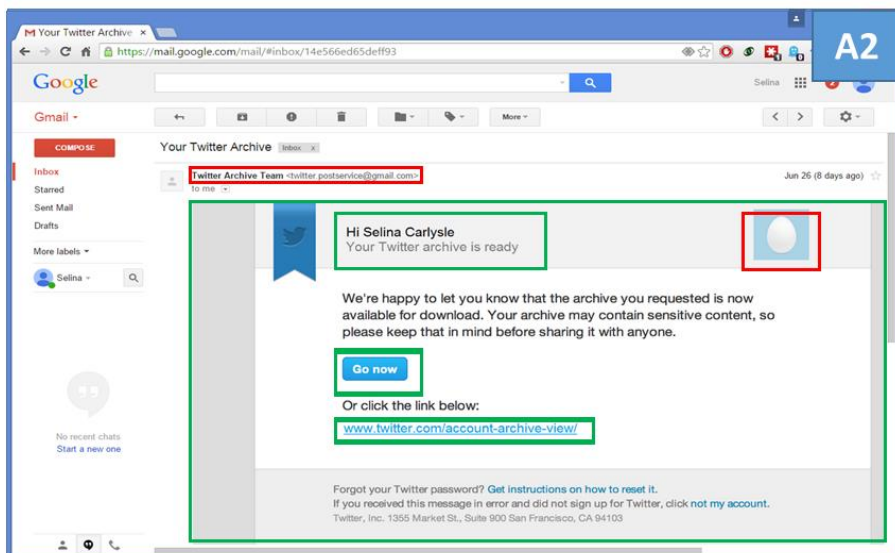 Your Twitter Archive ×
A2
https://mail.google.com/mail/#inbox/14e566ed65deff93
Google
Selina
Gmail
More
COMPOSE
Your Twitter Archive Inbox x
Inbox
Twitter Archive Team <twitter.postservice@gmail.com>
Jun 26 (8 days ago)
to me
Starred
Sent Mail
Drafts
More labels
Selina
Hi Selina Carlysle
Your Twitter archive is ready
We're happy to let you know that the archive you requested is now
available for download. Your archive may contain sensitive content, so
please keep that in mind before sharing it with anyone.
Go now
Or click the link below:
www.twitter.com/account-archive-view/
No recent chats
Start a new one
Forgot your Twitter password? Get instructions on how to reset it.
If you received this message in error and did not sign up for Twitter, click not my account.
Twitter, Inc. 1355 Market St., Suite 900 San Francisco, CA 94103